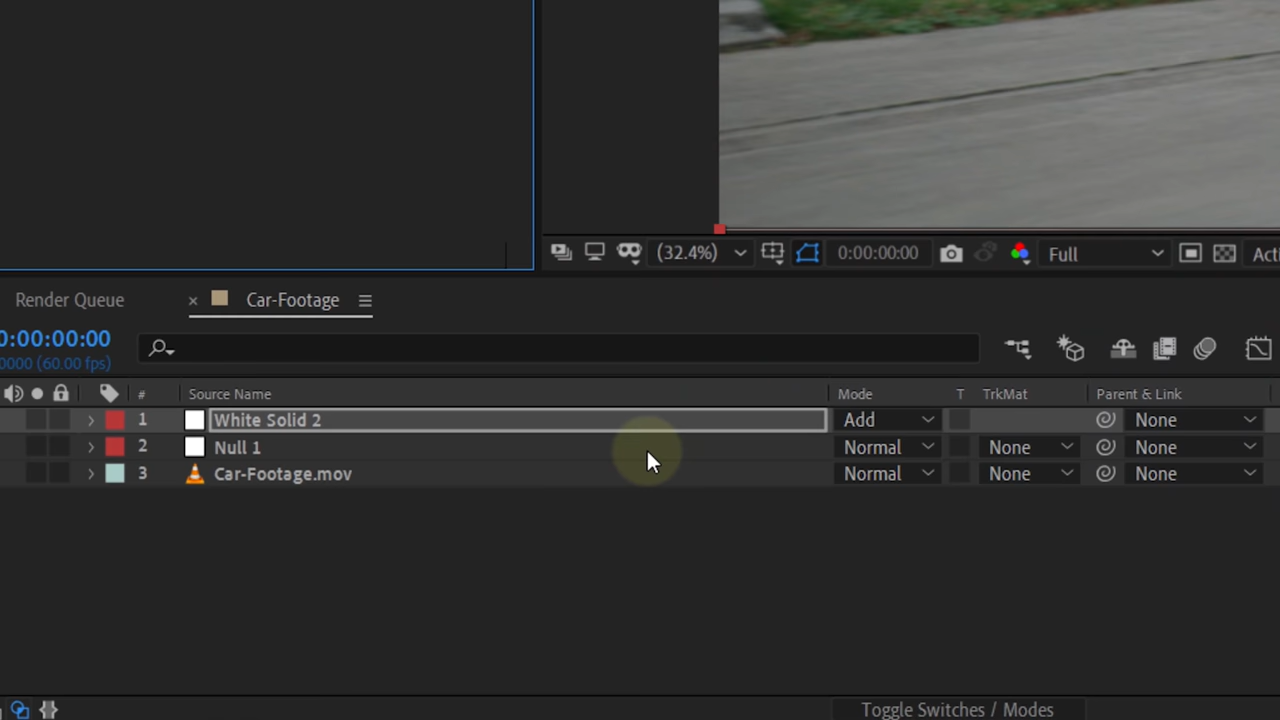 (32.4%) 0:00:00:00 Full
Render Queue × Car-Footage
0:00:00:00
0000 (60.00 fps)
# Source Name Mode T TrkMat Parent & Link
1 White Solid 2 Add None
2 Null 1 Normal None None
3 Car-Footage.mov Normal None None
Toggle Switches / Modes